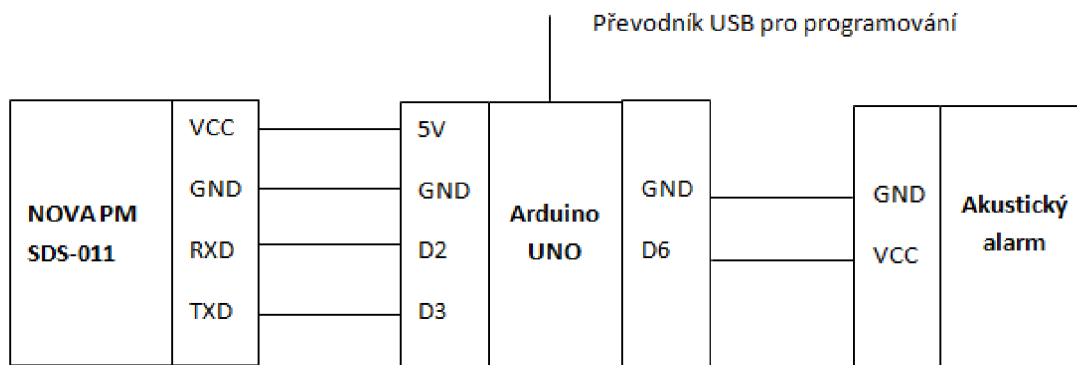 Převodník USB pro programování
NOVA PM
SDS-011
VCC
GND
RXD
TXD
5V
GND
D2
D3
Arduino
UNO
GND
D6
GND
VCC
Akustický
alarm